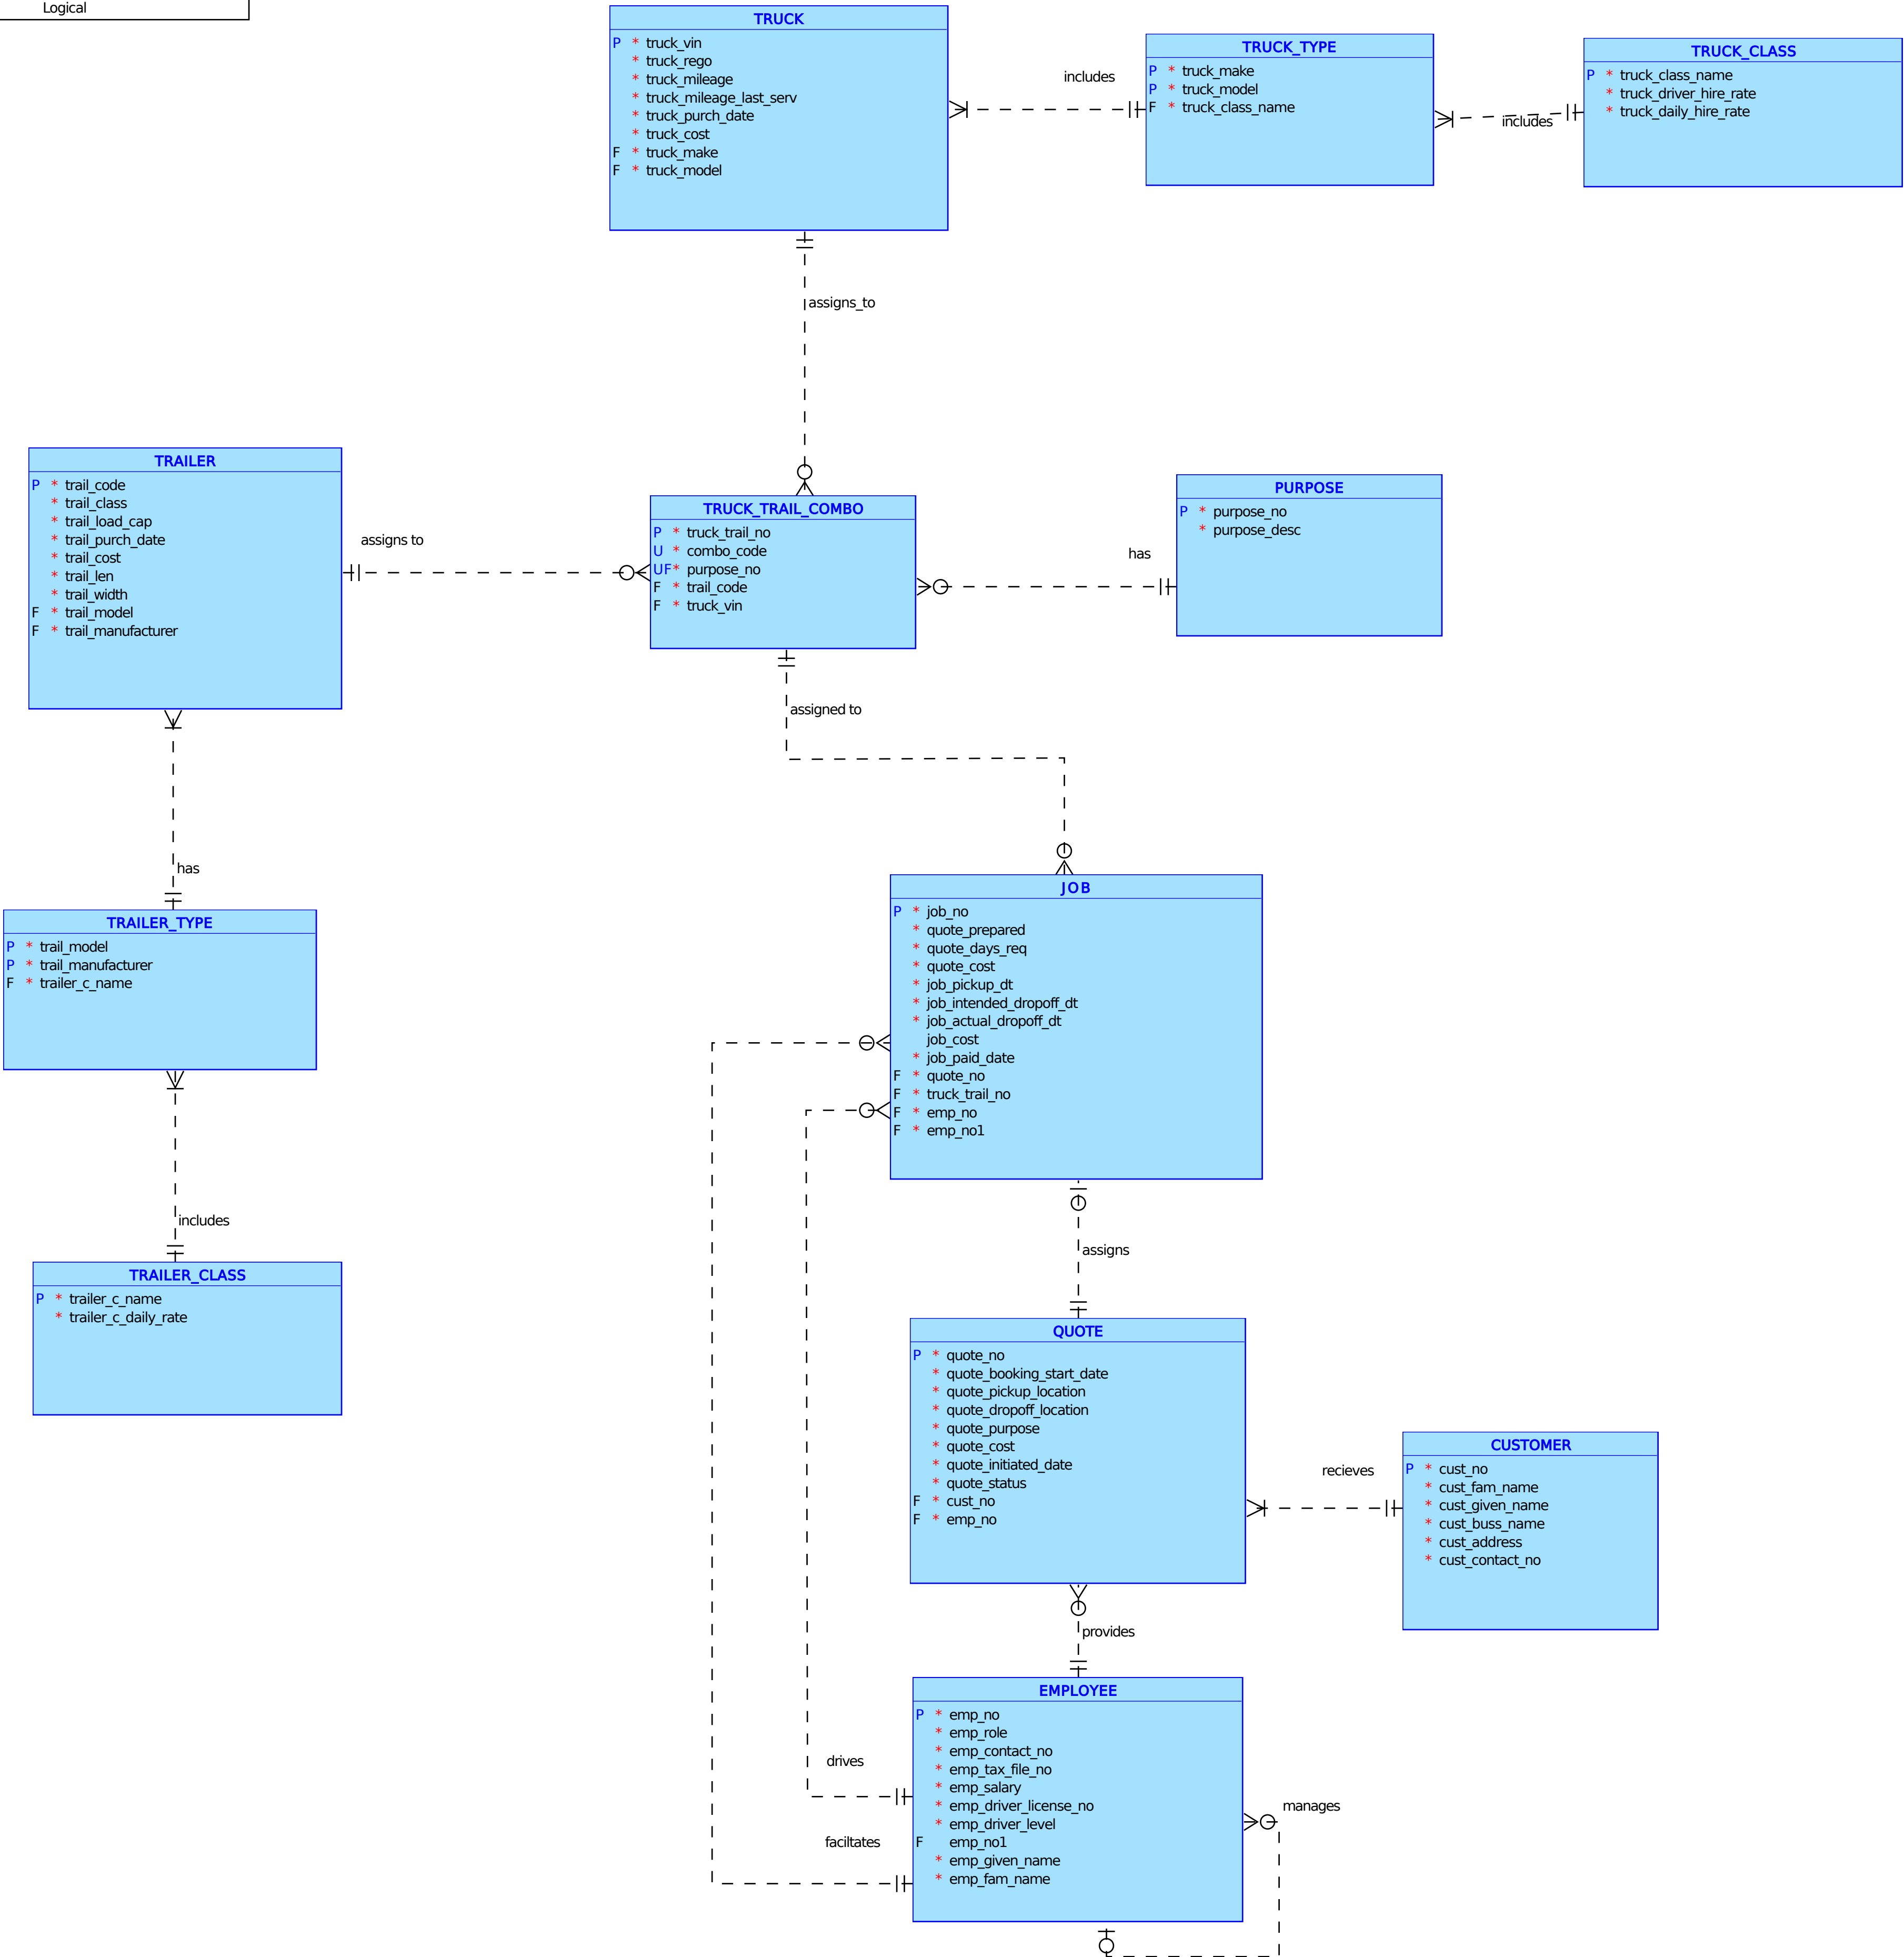 Logical
TRUCK
P * truck_vin
* truck_rego
* truck_mileage
* truck_mileage_last_serv
* truck_purch_date
* truck_cost
F * truck_make
F * truck_model
includes
TRUCK_TYPE
P * truck_make
P * truck_model
F * truck_class_name
includes
TRUCK_CLASS
P * truck_class_name
* truck_driver_hire_rate
* truck_daily_hire_rate
assigns_to
TRAILER
P * trail_code
* trail_class
* trail_load_cap
* trail_purch_date
* trail_cost
* trail_len
* trail_width
F * trail_model
F * trail_manufacturer
assigns to
TRUCK_TRAIL_COMBO
P * truck_trail_no
U * combo_code
UF* purpose_no
F * trail_code
F * truck_vin
has
PURPOSE
P * purpose_no
* purpose_desc
assigned to
has
TRAILER_TYPE
P * trail_model
P * trail_manufacturer
F * trailer_c_name
includes
TRAILER_CLASS
P * trailer_c_name
* trailer_c_daily_rate
JOB
P * job_no
* quote_prepared
* quote_days_req
* quote_cost
* job_pickup_dt
* job_intended_dropoff_dt
* job_actual_dropoff_dt
job_cost
* job_paid_date
F * quote_no
F * truck_trail_no
F * emp_no
F * emp_no1
assigns
QUOTE
P * quote_no
* quote_booking_start_date
* quote_pickup_location
* quote_dropoff_location
* quote_purpose
* quote_cost
* quote_initiated_date
* quote_status
F * cust_no
F * emp_no
recieves
CUSTOMER
P * cust_no
* cust_fam_name
* cust_given_name
* cust_buss_name
* cust_address
* cust_contact_no
provides
EMPLOYEE
P * emp_no
* emp_role
* emp_contact_no
* emp_tax_file_no
* emp_salary
* emp_driver_license_no
* emp_driver_level
F emp_no1
* emp_given_name
* emp_fam_name
drives
faciltates
manages